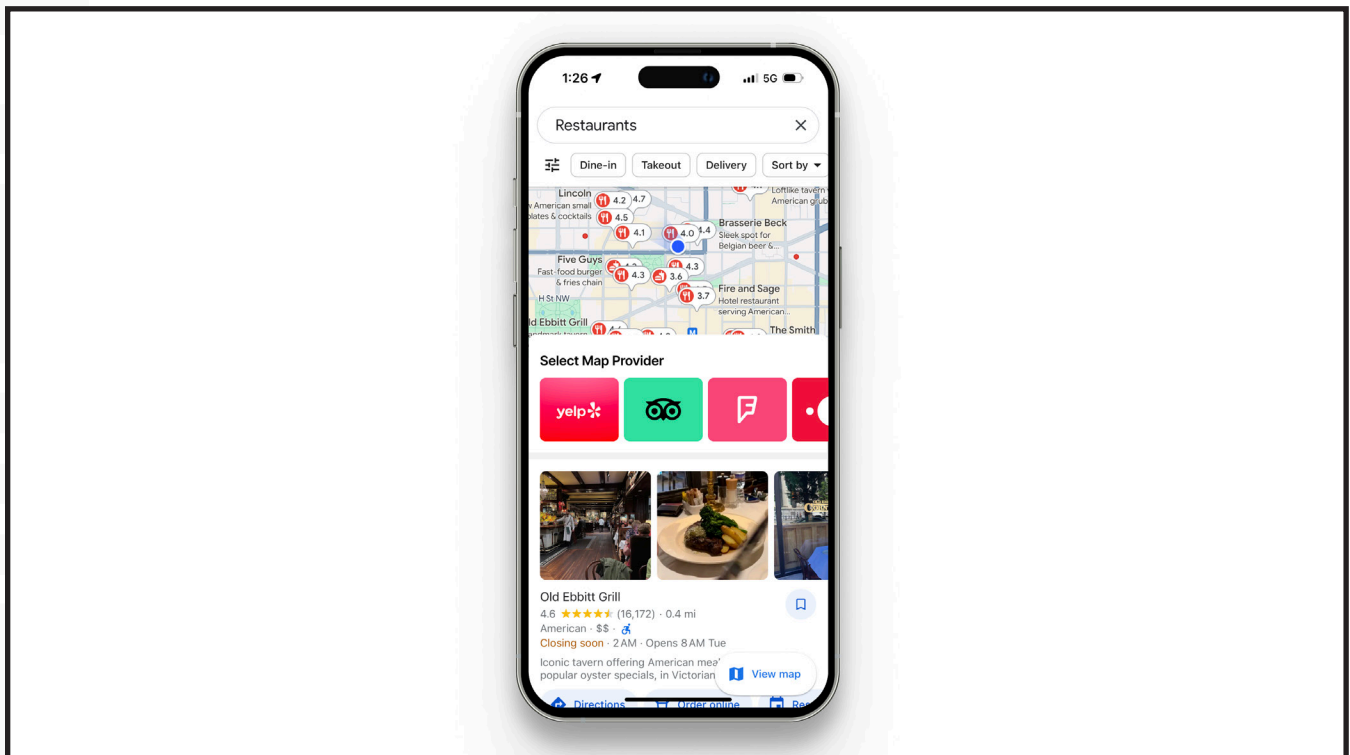 1:26
5G
Restaurants
Dine-in
Takeout
Delivery
Sort by
Lincoln
American small
plates & cocktails
4.2
4.7
4.5
4.1
4.0
4.4
Loftlike tavern
American grub
Brasserie Beck
Sleek spot for
Belgian beer &...
Five Guys
Fast-food burger
& fries chain
4.3
4.3
3.6
3.7
H St NW
Fire and Sage
Hotel restaurant
serving American...
Old Ebbitt Grill
The Smith
M
Select Map Provider
yelp
Old Ebbitt Grill
4.6 ★★★★★ (16,172) · 0.4 mi
American · $$ ·
Closing soon · 2 AM · Opens 8 AM Tue
Iconic tavern offering American mea
popular oyster specials, in Victorian
View map
Directions
Order online
Res